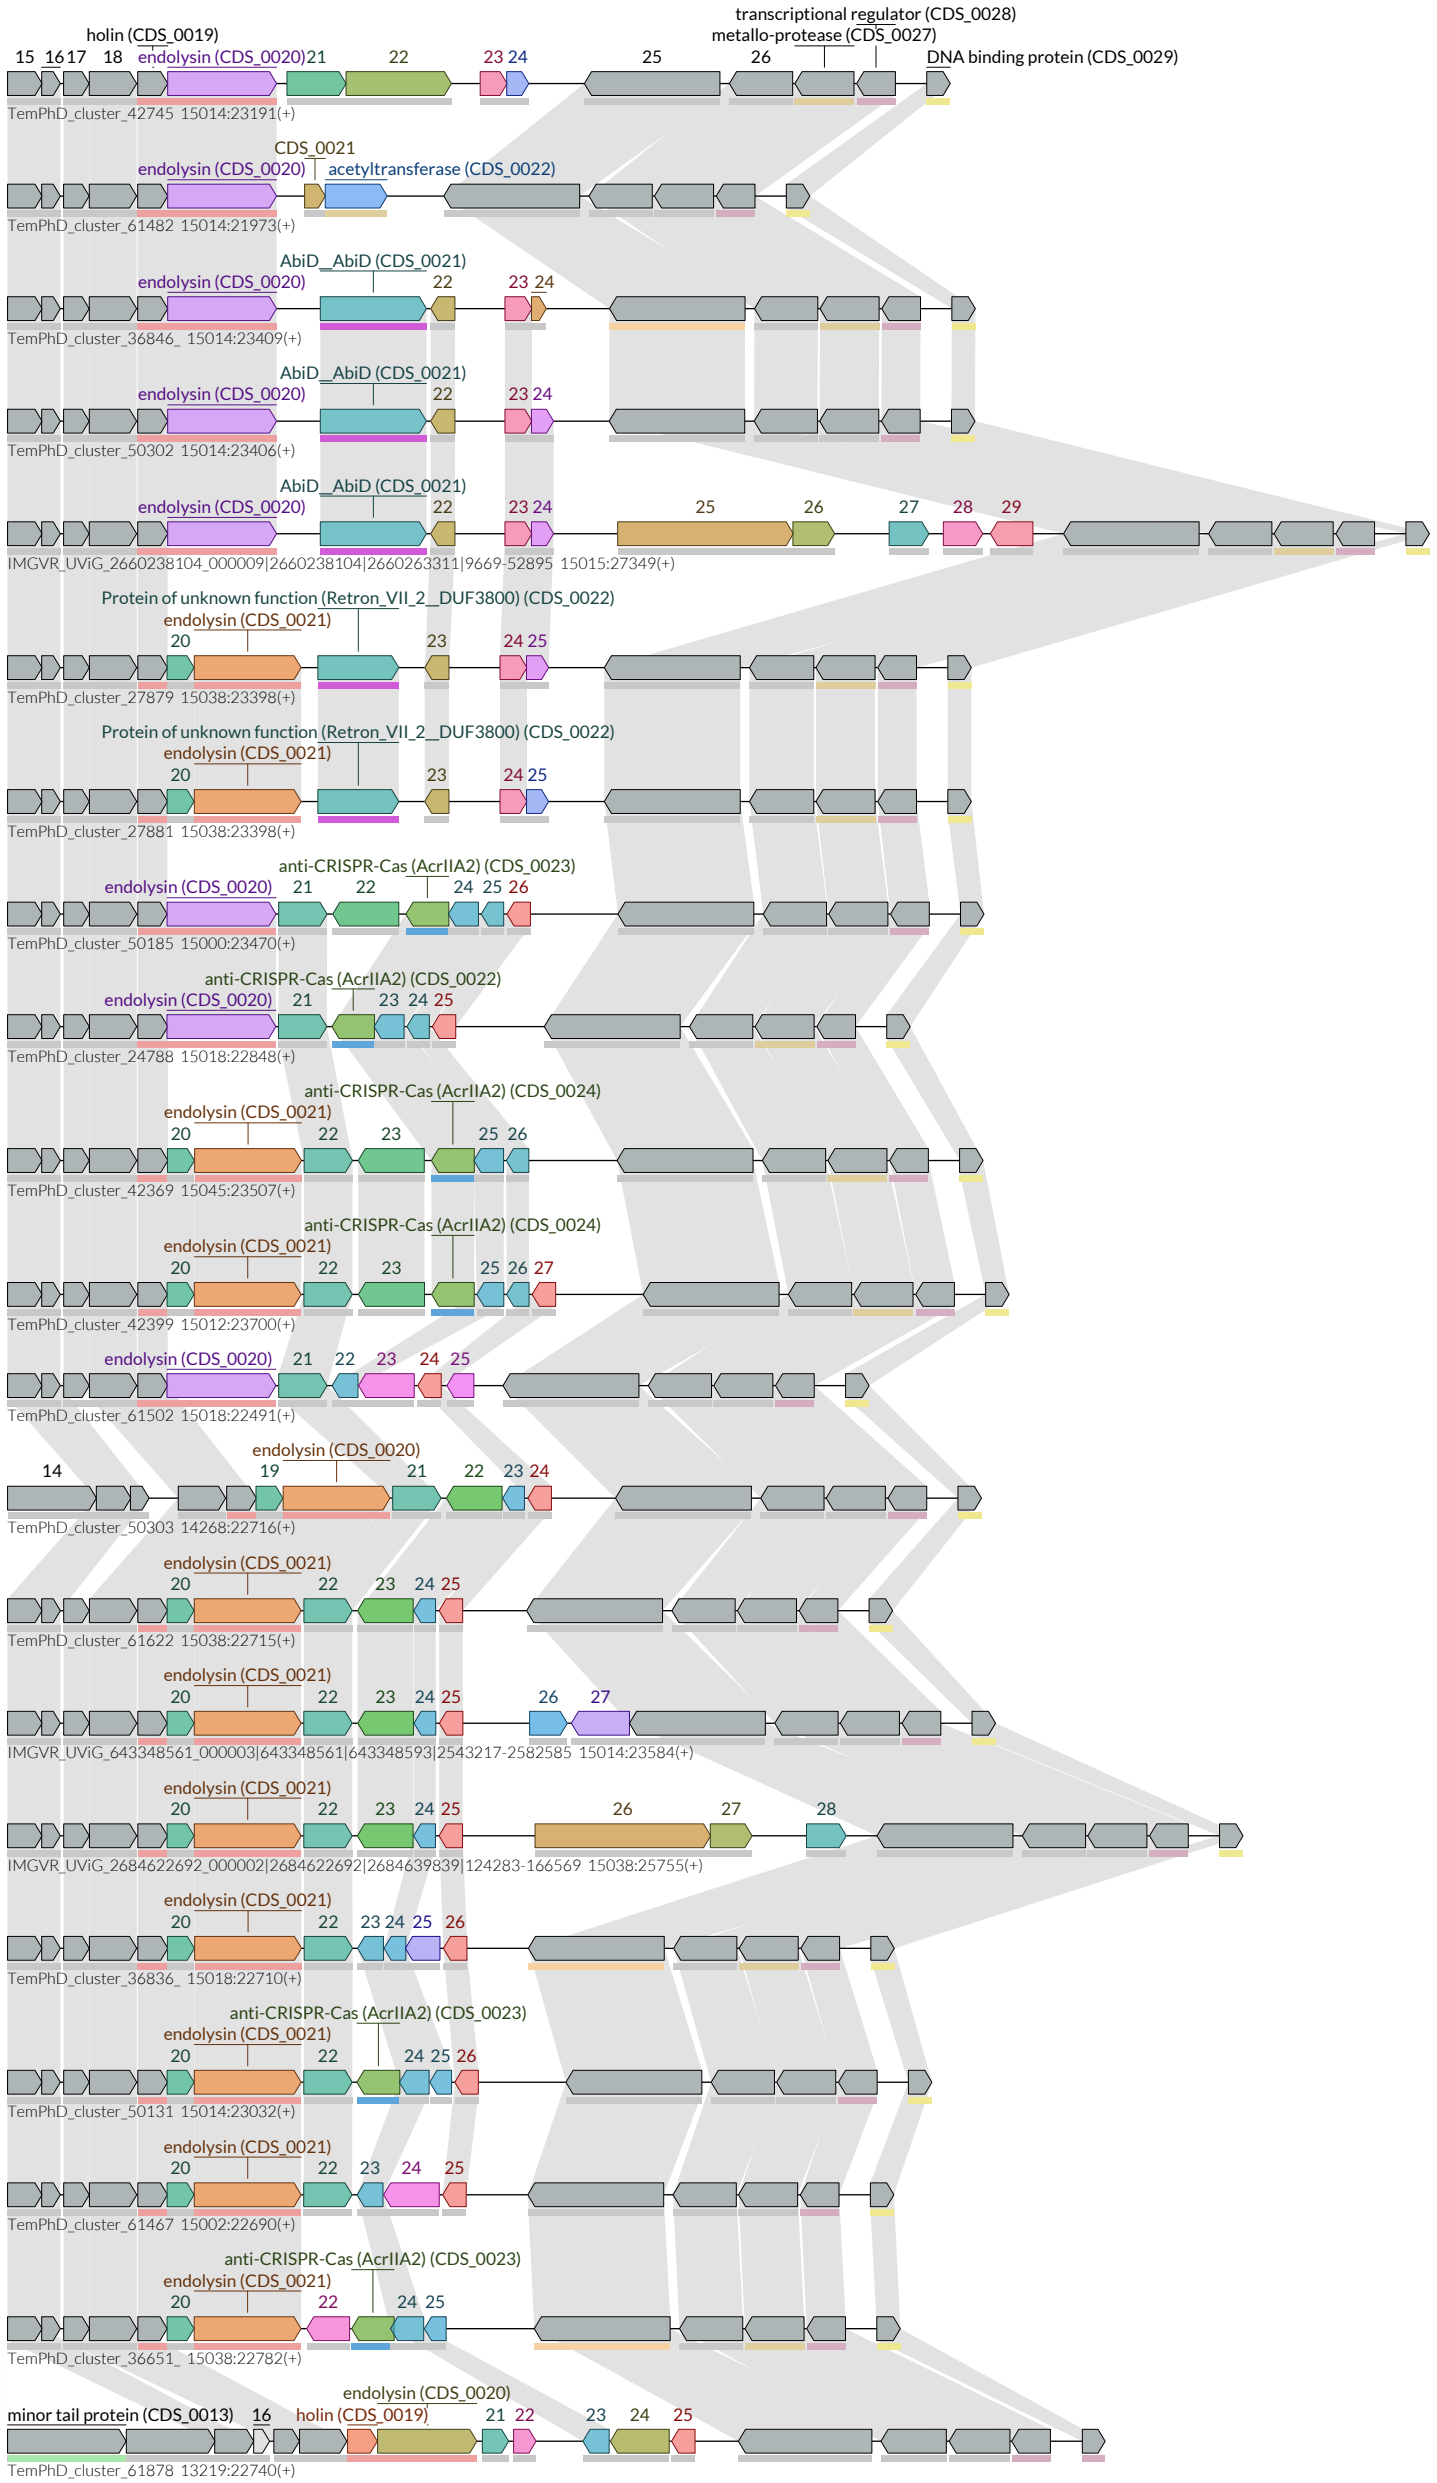 transcriptional regulator (CDS_0028)
holin (CDS_0019) metallo-protease (CDS_0027)
15 16 17 18 endolysin (CDS_0020) 21 22 23 24 25 26 DNA binding protein (CDS_0029)
TemPhD_cluster_42745 15014:23191(+)
CDS_0021
endolysin (CDS_0020) acetyltransferase (CDS_0022)
TemPhD_cluster_61482 15014:21973(+)
AbiD__AbiD (CDS_0021)
endolysin (CDS_0020) 22 23 24
TemPhD_cluster_36846_ 15014:23409(+)
AbiD__AbiD (CDS_0021)
endolysin (CDS_0020) 22 23 24
TemPhD_cluster_50302 15014:23406(+)
AbiD__AbiD (CDS_0021)
endolysin (CDS_0020) 22 23 24 25 26 27 28 29
IMGVR_UViG_2660238104_000009|2660238104|2660263311|9669-52895 15015:27349(+)
Protein of unknown function (Retron_VII_2__DUF3800) (CDS_0022)
endolysin (CDS_0021)
20 23 24 25
TemPhD_cluster_27879 15038:23398(+)
Protein of unknown function (Retron_VII_2__DUF3800) (CDS_0022)
endolysin (CDS_0021)
20 23 24 25
TemPhD_cluster_27881 15038:23398(+)
anti-CRISPR-Cas (AcrIIA2) (CDS_0023)
endolysin (CDS_0020) 21 22 24 25 26
TemPhD_cluster_50185 15000:23470(+)
anti-CRISPR-Cas (AcrIIA2) (CDS_0022)
endolysin (CDS_0020) 21 23 24 25
TemPhD_cluster_24788 15018:22848(+)
anti-CRISPR-Cas (AcrIIA2) (CDS_0024)
endolysin (CDS_0021)
20 22 23 25 26
TemPhD_cluster_42369 15045:23507(+)
anti-CRISPR-Cas (AcrIIA2) (CDS_0024)
endolysin (CDS_0021)
20 22 23 25 26 27
TemPhD_cluster_42399 15012:23700(+)
endolysin (CDS_0020) 21 22 23 24 25
TemPhD_cluster_61502 15018:22491(+)
endolysin (CDS_0020)
14 19 21 22 23 24
TemPhD_cluster_50303 14268:22716(+)
endolysin (CDS_0021)
20 22 23 24 25
TemPhD_cluster_61622 15038:22715(+)
endolysin (CDS_0021)
20 22 23 24 25 26 27
IMGVR_UViG_643348561_000003|643348561|643348593|2543217-2582585 15014:23584(+)
endolysin (CDS_0021)
20 22 23 24 25 26 27 28
IMGVR_UViG_2684622692_000002|2684622692|2684639839|124283-166569 15038:25755(+)
endolysin (CDS_0021)
20 22 23 24 25 26
TemPhD_cluster_36836_ 15018:22710(+)
anti-CRISPR-Cas (AcrIIA2) (CDS_0023)
endolysin (CDS_0021)
20 22 24 25 26
TemPhD_cluster_50131 15014:23032(+)
endolysin (CDS_0021)
20 22 23 24 25
TemPhD_cluster_61467 15002:22690(+)
anti-CRISPR-Cas (AcrIIA2) (CDS_0023)
endolysin (CDS_0021)
20 22 24 25
TemPhD_cluster_36651_ 15038:22782(+)
endolysin (CDS_0020)
minor tail protein (CDS_0013) 16 holin (CDS_0019) 21 22 23 24 25
TemPhD_cluster_61878 13219:22740(+)